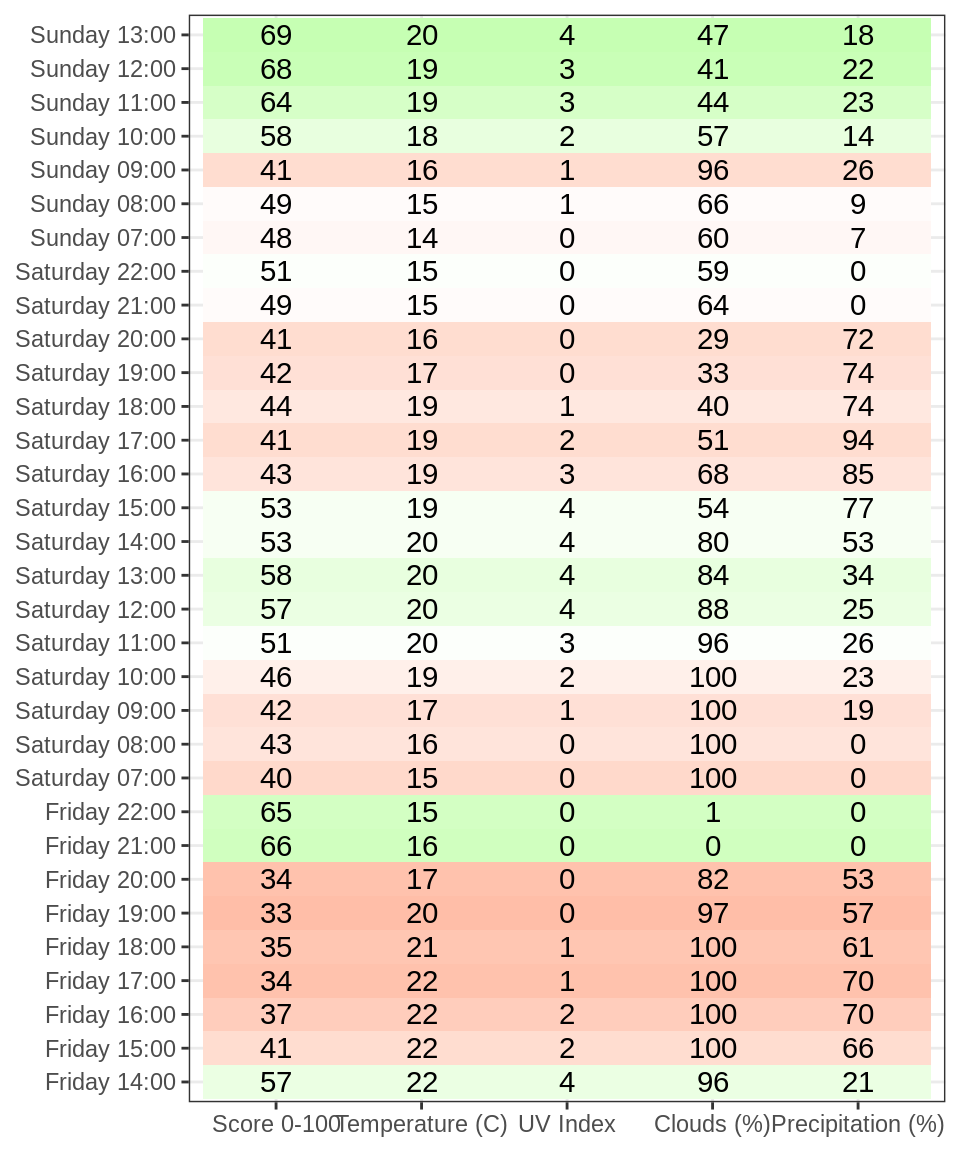 Sunday 13:00 69 20 4 47 18
Sunday 12:00 68 19 3 41 22
Sunday 11:00 64 19 3 44 23
Sunday 10:00 58 18 2 57 14
Sunday 09:00 41 16 1 96 26
Sunday 08:00 49 15 1 66 9
Sunday 07:00 48 14 0 60 7
Saturday 22:00 51 15 0 59 0
Saturday 21:00 49 15 0 64 0
Saturday 20:00 41 16 0 29 72
Saturday 19:00 42 17 0 33 74
Saturday 18:00 44 19 1 40 74
Saturday 17:00 41 19 2 51 94
Saturday 16:00 43 19 3 68 85
Saturday 15:00 53 19 4 54 77
Saturday 14:00 53 20 4 80 53
Saturday 13:00 58 20 4 84 34
Saturday 12:00 57 20 4 88 25
Saturday 11:00 51 20 3 96 26
Saturday 10:00 46 19 2 100 23
Saturday 09:00 42 17 1 100 19
Saturday 08:00 43 16 0 100 0
Saturday 07:00 40 15 0 100 0
Friday 22:00 65 15 0 1 0
Friday 21:00 66 16 0 0 0
Friday 20:00 34 17 0 82 53
Friday 19:00 33 20 0 97 57
Friday 18:00 35 21 1 100 61
Friday 17:00 34 22 1 100 70
Friday 16:00 37 22 2 100 70
Friday 15:00 41 22 2 100 66
Friday 14:00 57 22 4 96 21
Score 0-100 Temperature (C) UV Index Clouds (%) Precipitation (%)